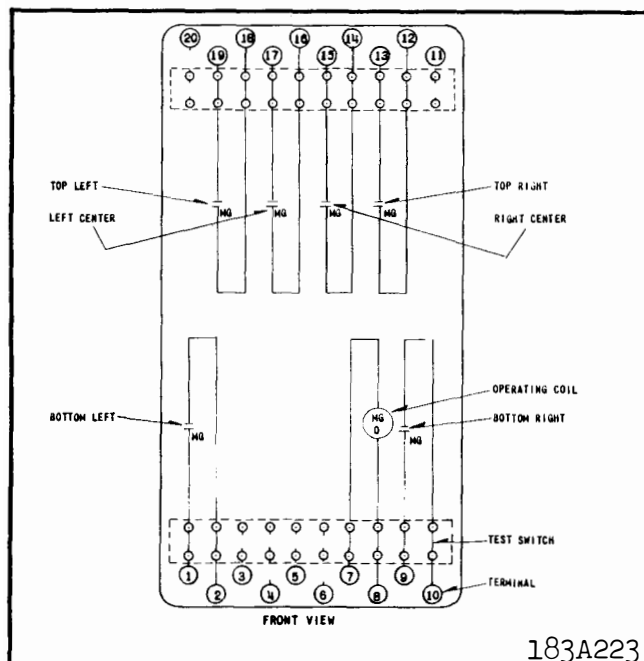 20 18 16 14 12
19 17 15 13 11
TOP LEFT
MG MG MG MG
TOP RIGHT
LEFT CENTER
RIGHT CENTER
OPERATING COIL
MG
O
BOTTOM LEFT
MG
MG
BOTTOM RIGHT
TEST SWITCH
1 3 5 7 9
2 4 6 8 10
TERMINAL
FRONT VIEW
183A223